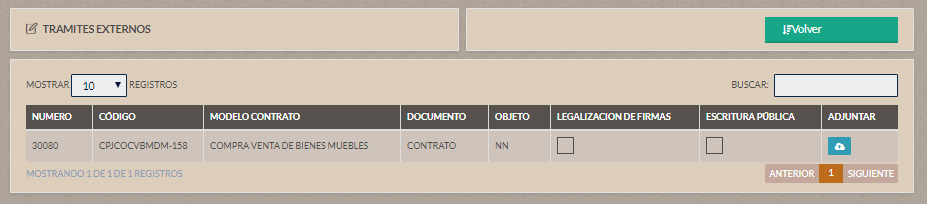 TRAMITES EXTERNOS
Volver
MOSTRAR 10 REGISTROS
BUSCAR:
NUMERO CÓDIGO MODELO CONTRATO DOCUMENTO OBJETO LEGALIZACION DE FIRMAS ESCRITURA PÚBLICA ADJUNTAR
30080 CPJCOCVBMDM-158 COMPRA VENTA DE BIENES MUEBLES CONTRATO NN
MOSTRANDO 1 DE 1 DE 1 REGISTROS
ANTERIOR 1 SIGUIENTE